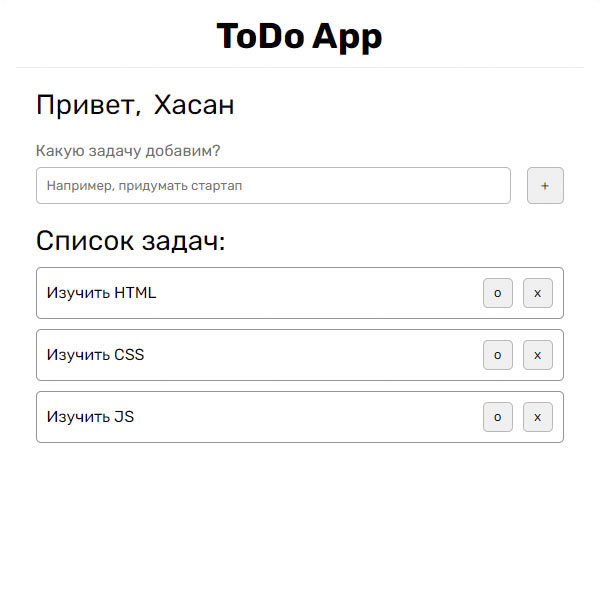 ToDo App
Привет, Хасан
Какую задачу добавим?
Например, придумать стартап +
Список задач:
Изучить HTML o x
Изучить CSS o x
Изучить JS o x